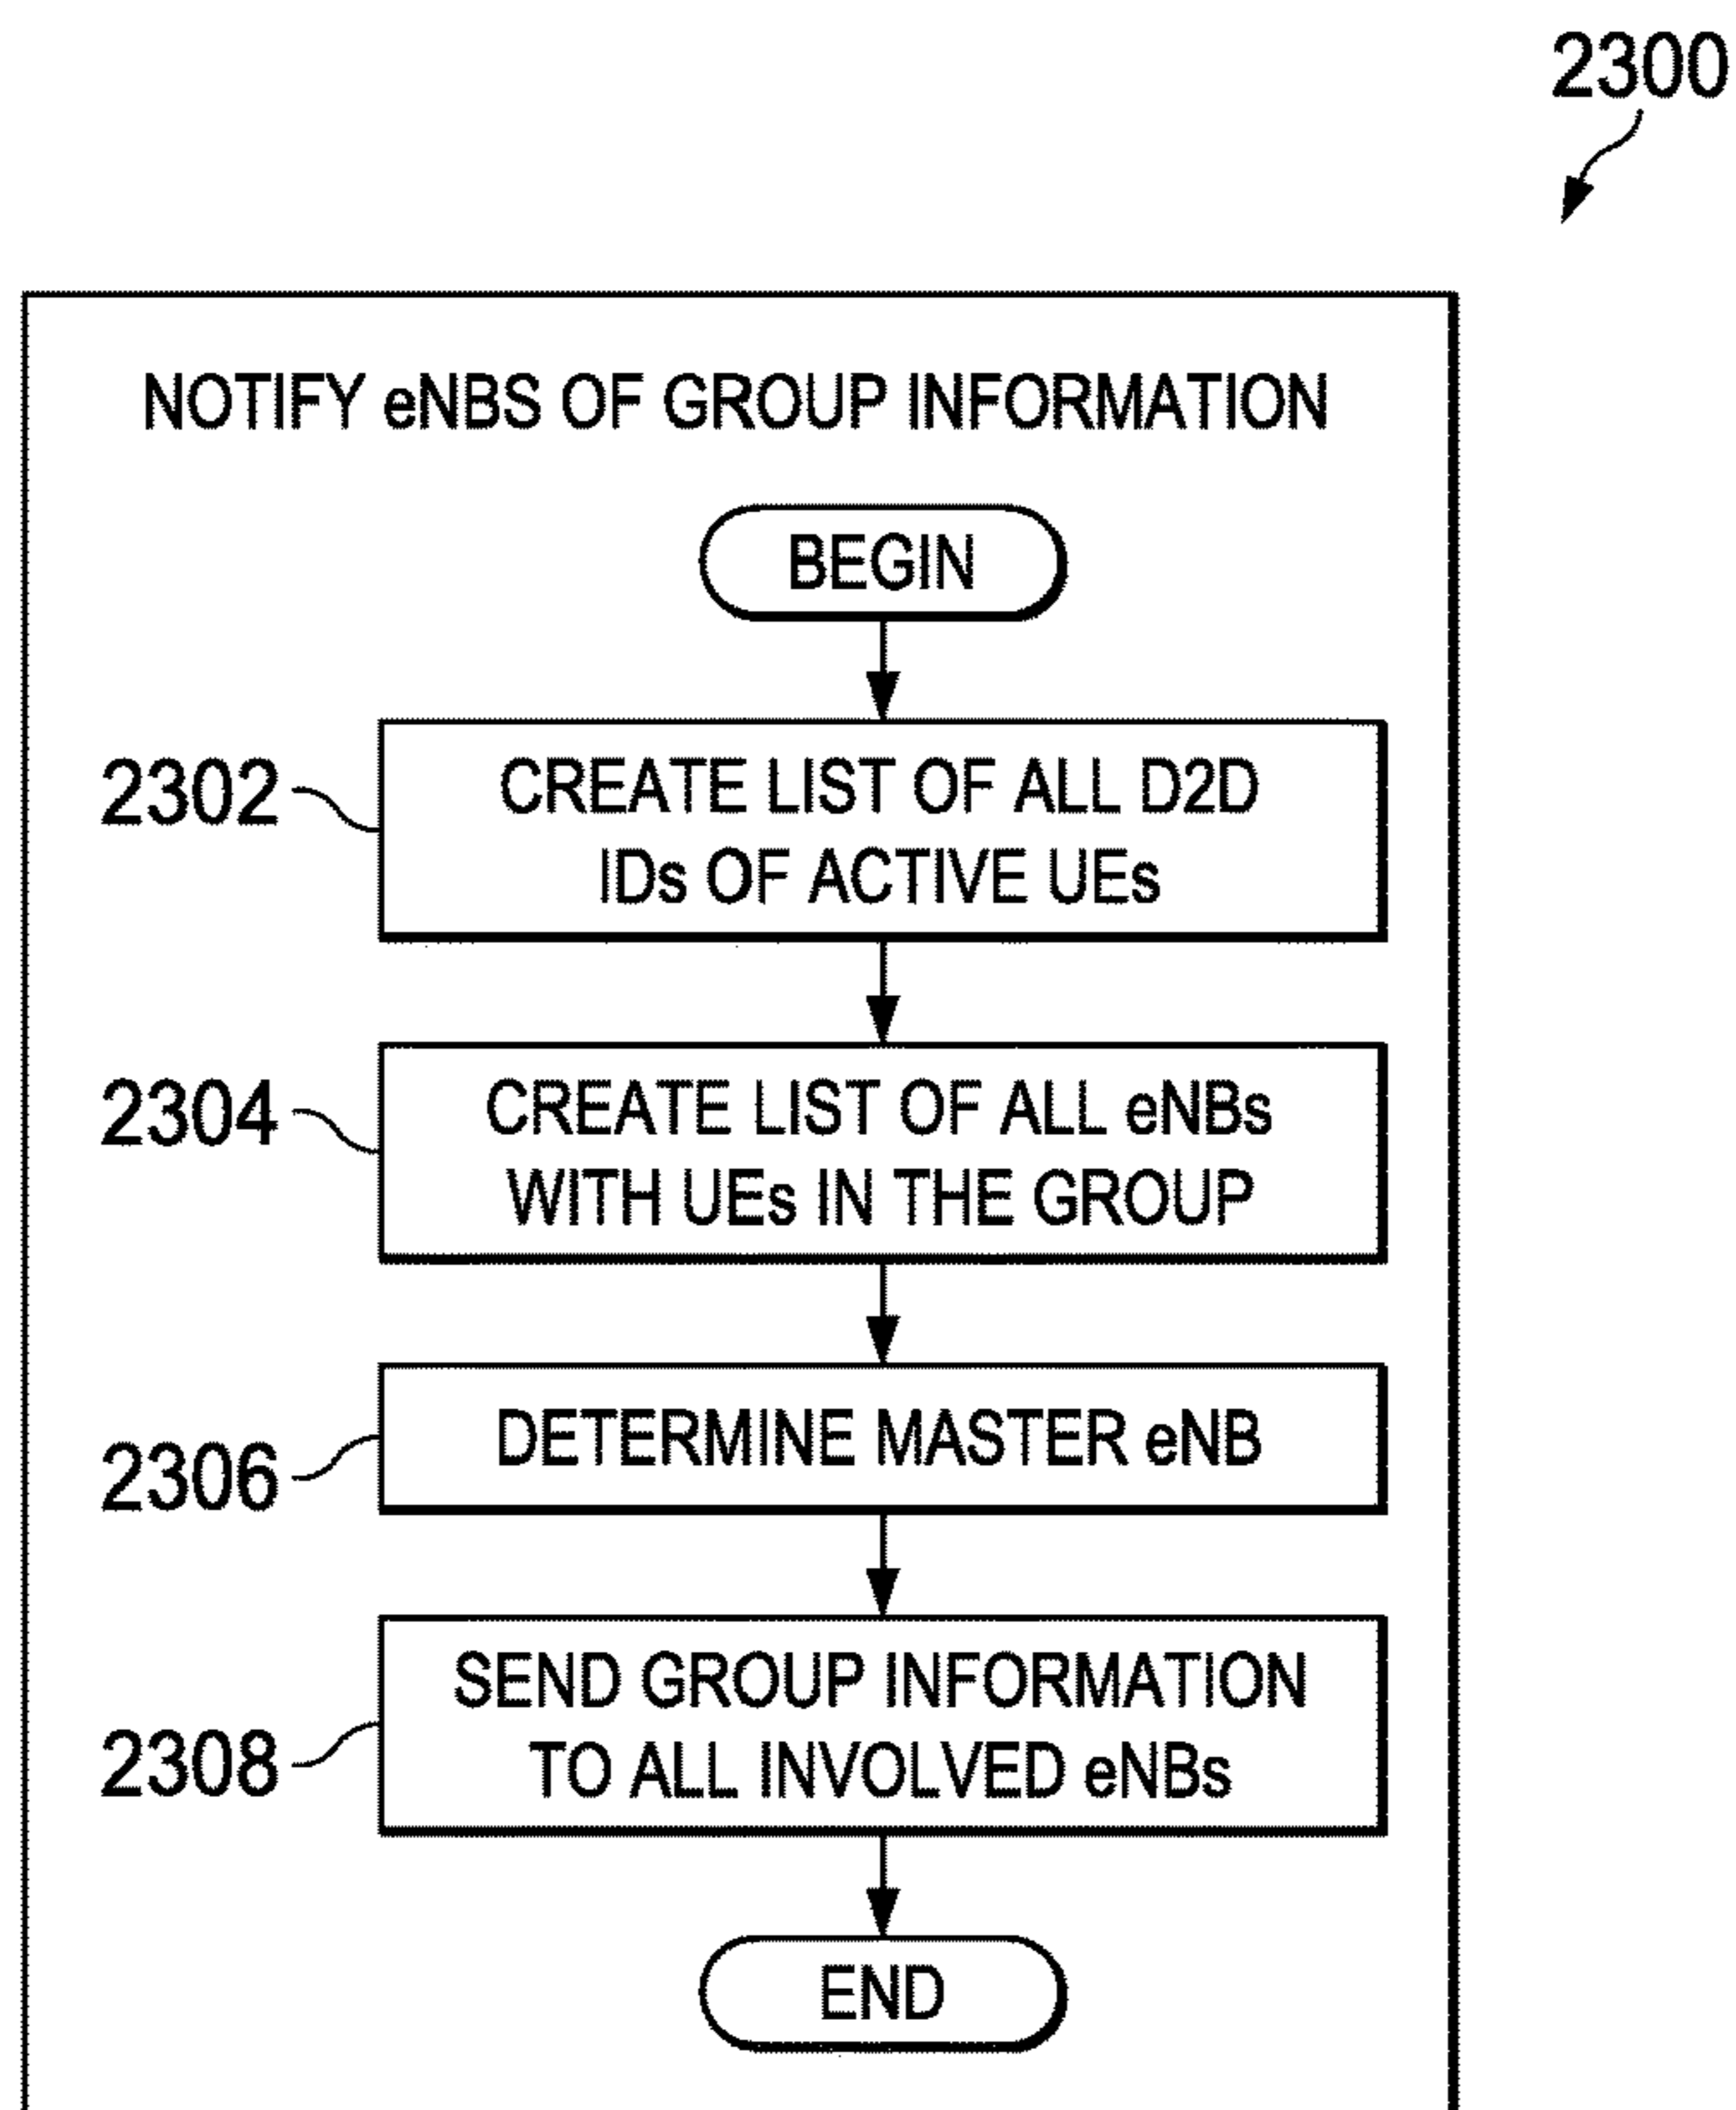 2300
NOTIFY eNBS OF GROUP INFORMATION
BEGIN
2302
CREATE LIST OF ALL D2D
IDs OF ACTIVE UEs
2304
CREATE LIST OF ALL eNBs
WITH UEs IN THE GROUP
2306
DETERMINE MASTER eNB
2308
SEND GROUP INFORMATION
TO ALL INVOLVED eNBs
END